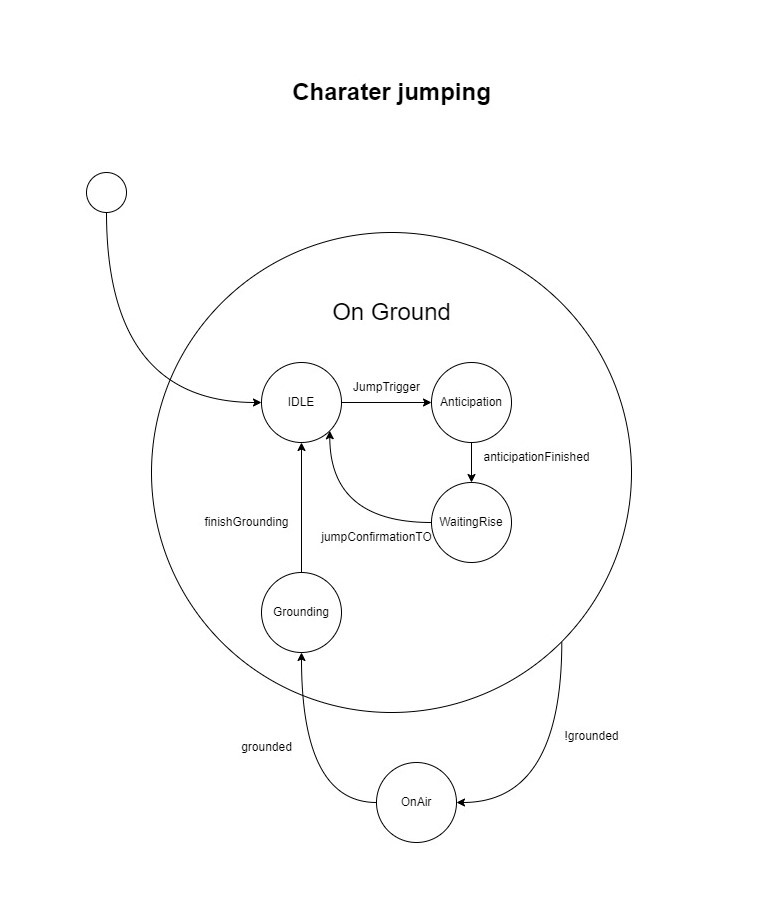 Charater jumping
On Ground
IDLE
JumpTrigger
Anticipation
anticipationFinished
finishGrounding
jumpConfirmationTO
WaitingRise
Grounding
grounded
!grounded
OnAir